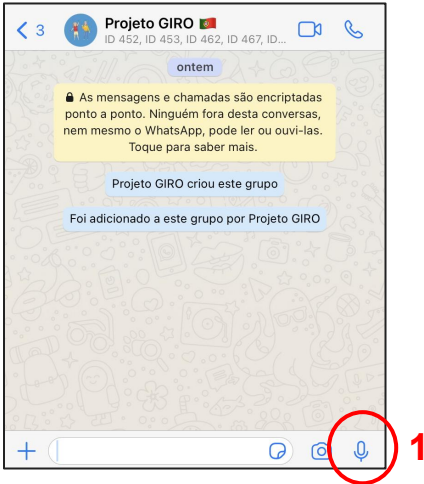 3
Projeto GIRO 🇵🇹
ID 452, ID 453, ID 462, ID 467, ID...
ontem
As mensagens e chamadas são encriptadas
ponto a ponto. Ninguém fora desta conversas,
nem mesmo o WhatsApp, pode ler ou ouvi-las.
Toque para saber mais.
Projeto GIRO criou este grupo
Foi adicionado a este grupo por Projeto GIRO
1